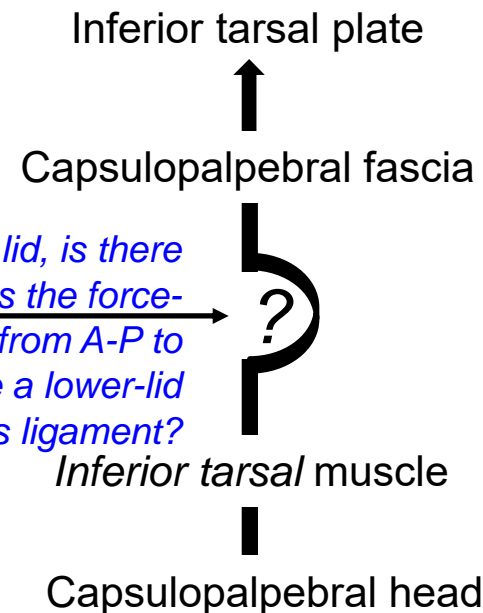 Inferior tarsal plate
Capsulopalpebral fascia
lid, is there
s the force-
from A-P to
?
e a lower-lid
s ligament?
Inferior tarsal muscle
Capsulopalpebral head